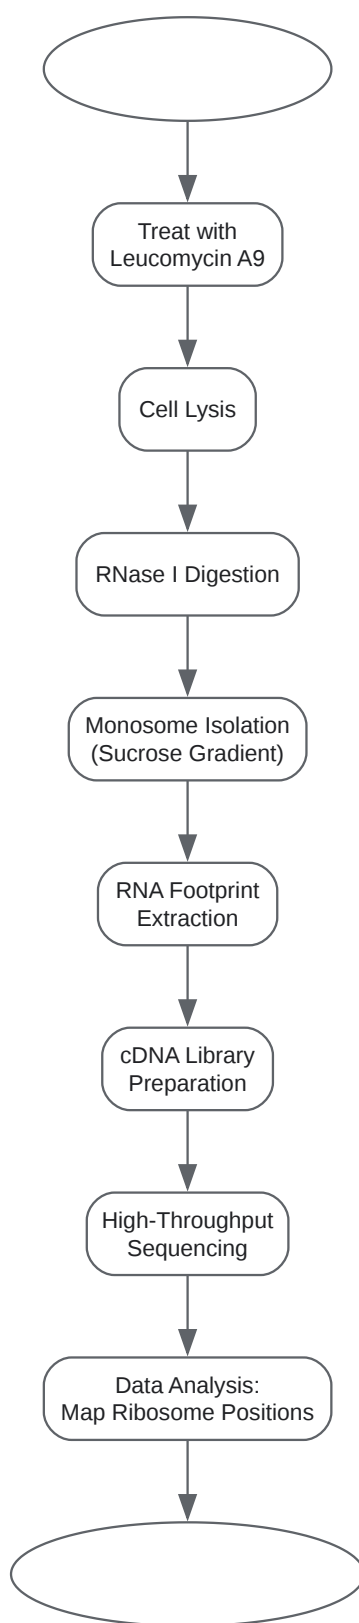 Treat with
Leucomycin A9
Cell Lysis
RNase I Digestion
Monosome Isolation
(Sucrose Gradient)
RNA Footprint
Extraction
cDNA Library
Preparation
High-Throughput
Sequencing
Data Analysis:
Map Ribosome Positions